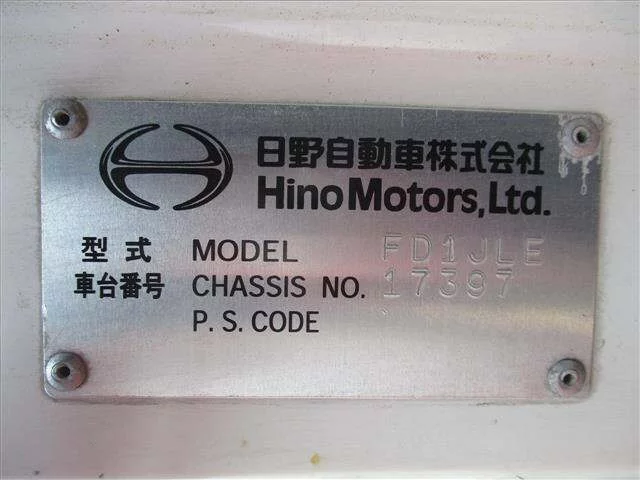 日野自動車株式会社
Hino Motors, Ltd.
型式 MODEL FD1JLE
車台番号 CHASSIS NO. 17397
P. S. CODE